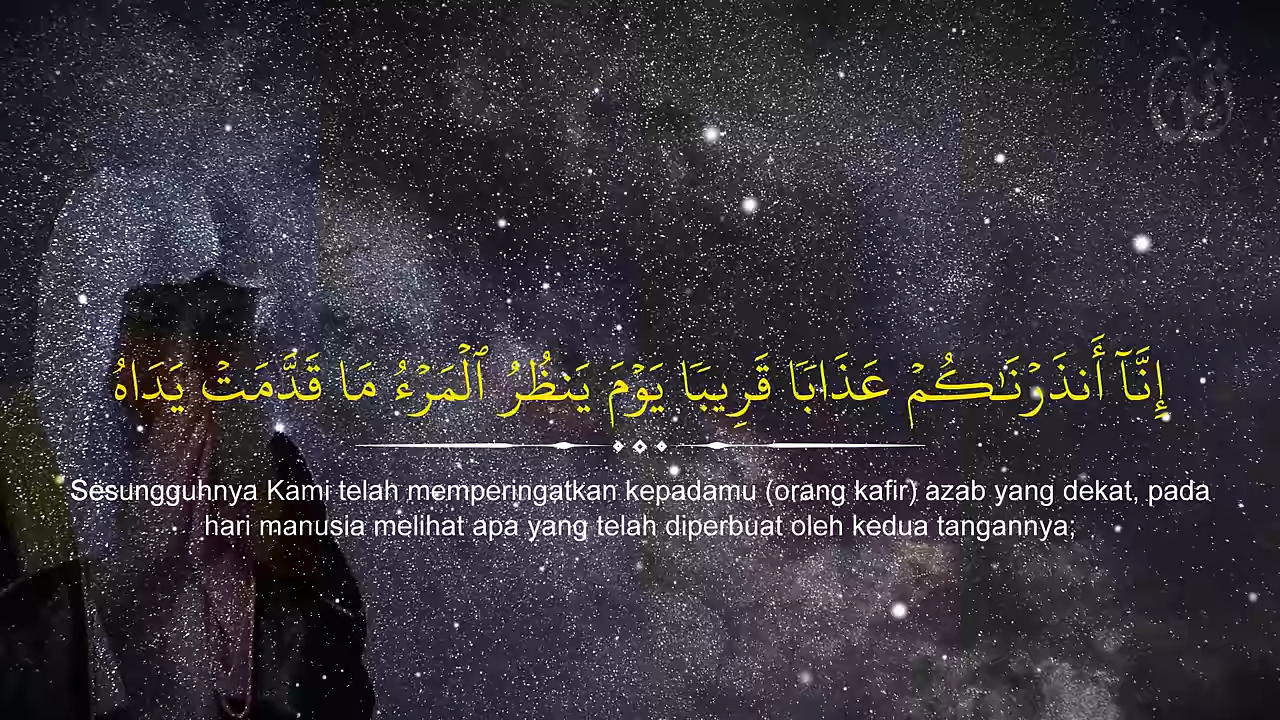 إِنَّآ أَنذَرۡنَـٰكُمۡ عَذَابَا قَرِيبَا يَوۡمَ يَنظُرُ ٱلۡمَرۡءُ مَا قَدَّمَتۡ يَدَاهُ
Sesungguhnya Kami telah memperingatkan kepadamu (orang kafir) azab yang dekat, pada
hari manusia melihat apa yang telah diperbuat oleh kedua tangannya;